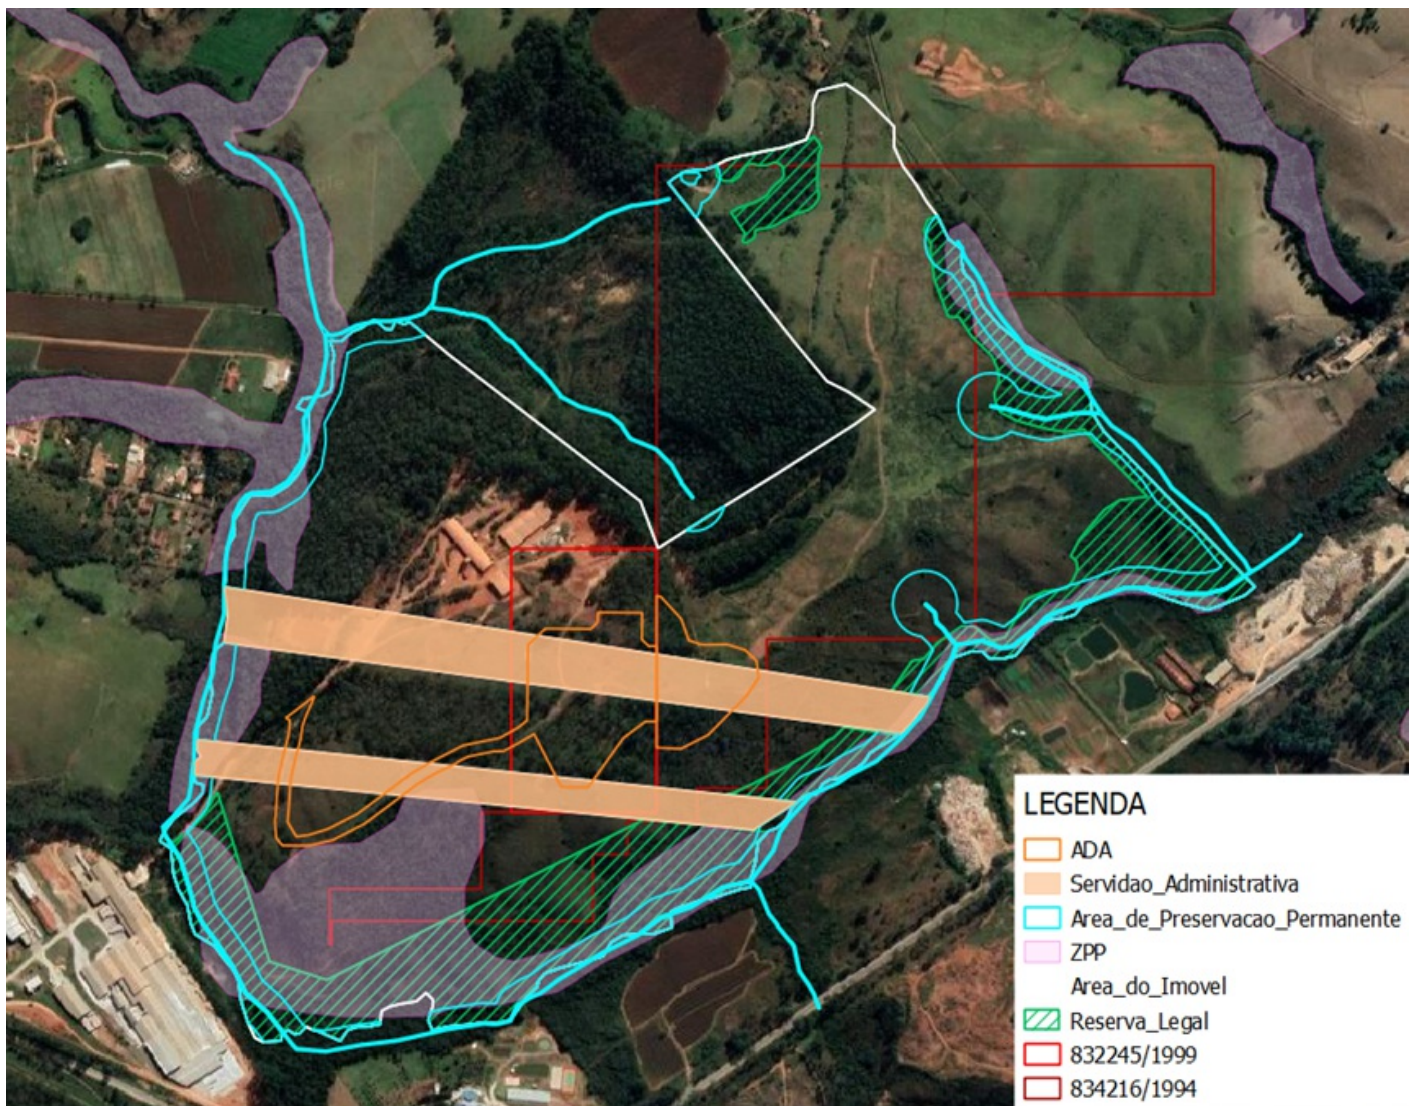 LEGENDA
ADA
Servidao_Administrativa
Area_de_Preservacao_Permanente
ZPP
Area_do_Imovel
Reserva_Legal
832245/1999
834216/1994